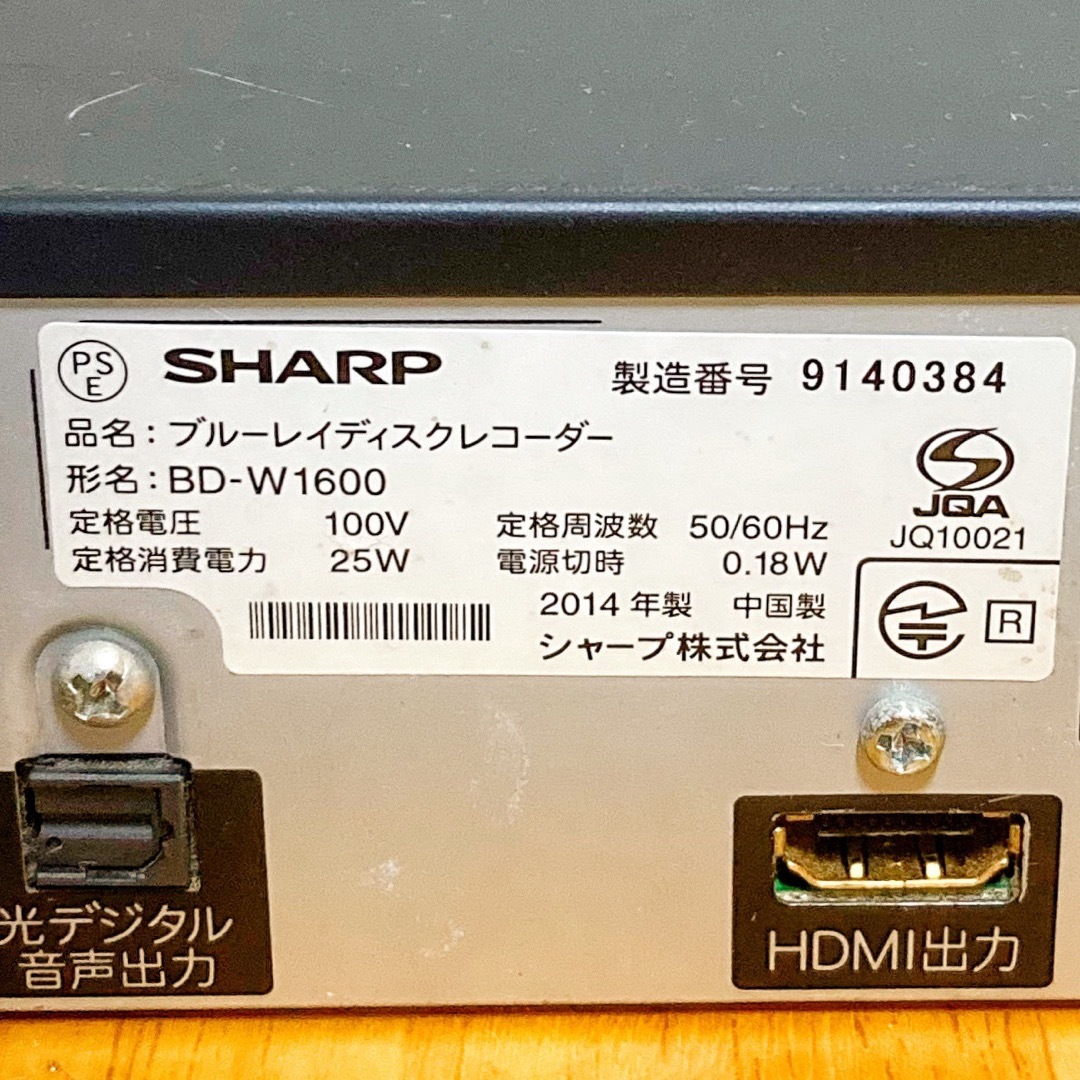 PS
E
SHARP
製造番号 9140384
品名：ブルーレイディスクレコーダー
形名：BD-W1600
定格電圧 100V 定格周波数 50/60Hz
定格消費電力 25W 電源切時 0.18W
JQA
JQ10021
2014年製 中国製
シャープ株式会社
R
光デジタル
音声出力
HDMI出力